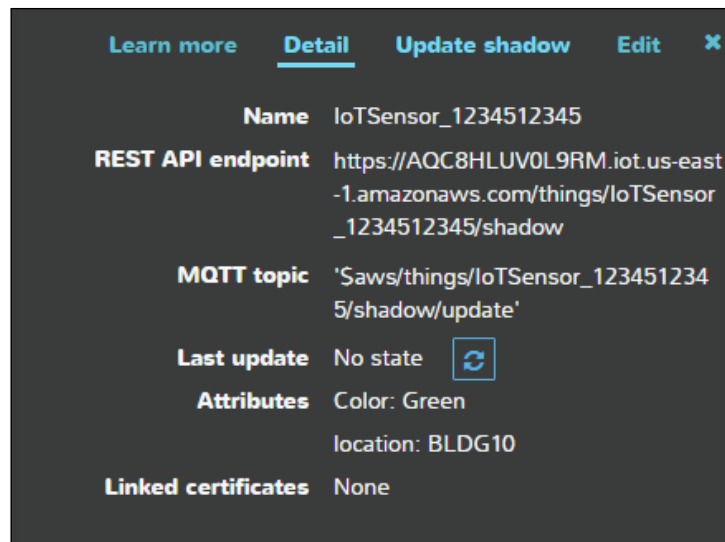 Learn more Detail Update shadow Edit ×
Name IoTSensor_1234512345
REST API endpoint https://AQC8HLUV0L9RM.iot.us-east
-1.amazonaws.com/things/IoTSensor
_1234512345/shadow
MQTT topic '$aws/things/IoTSensor_123451234
5/shadow/update'
Last update No state
Attributes Color: Green
location: BLDG10
Linked certificates None